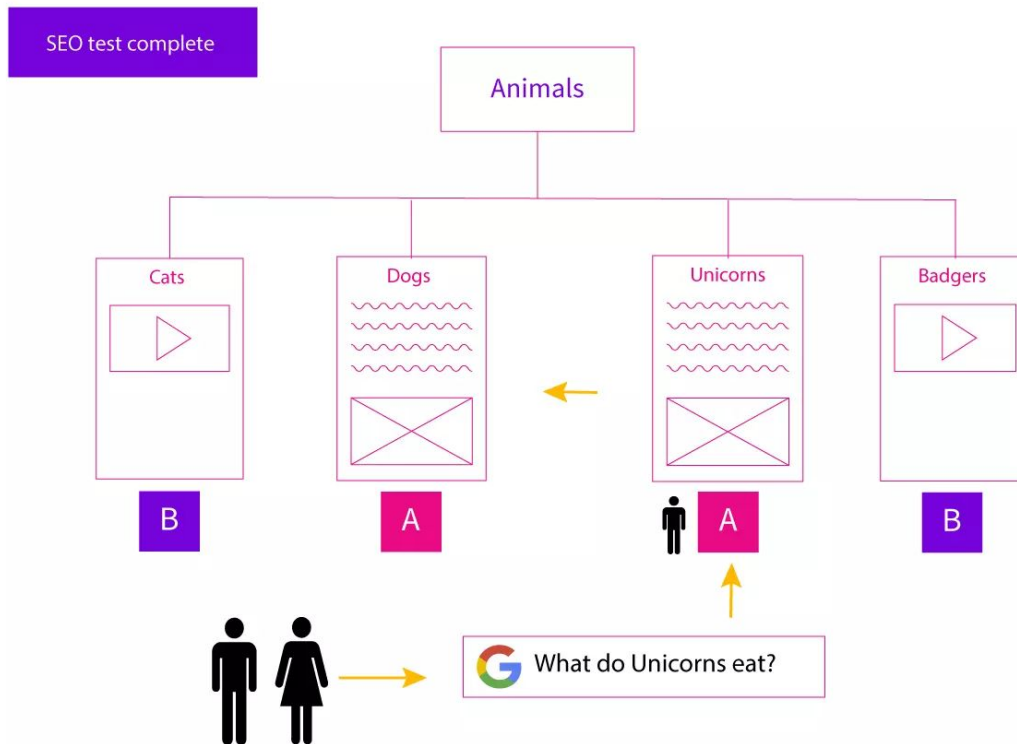 SEO test complete
Animals
Cats
Dogs
Unicorns
Badgers
B
A
A
B
What do Unicorns eat?